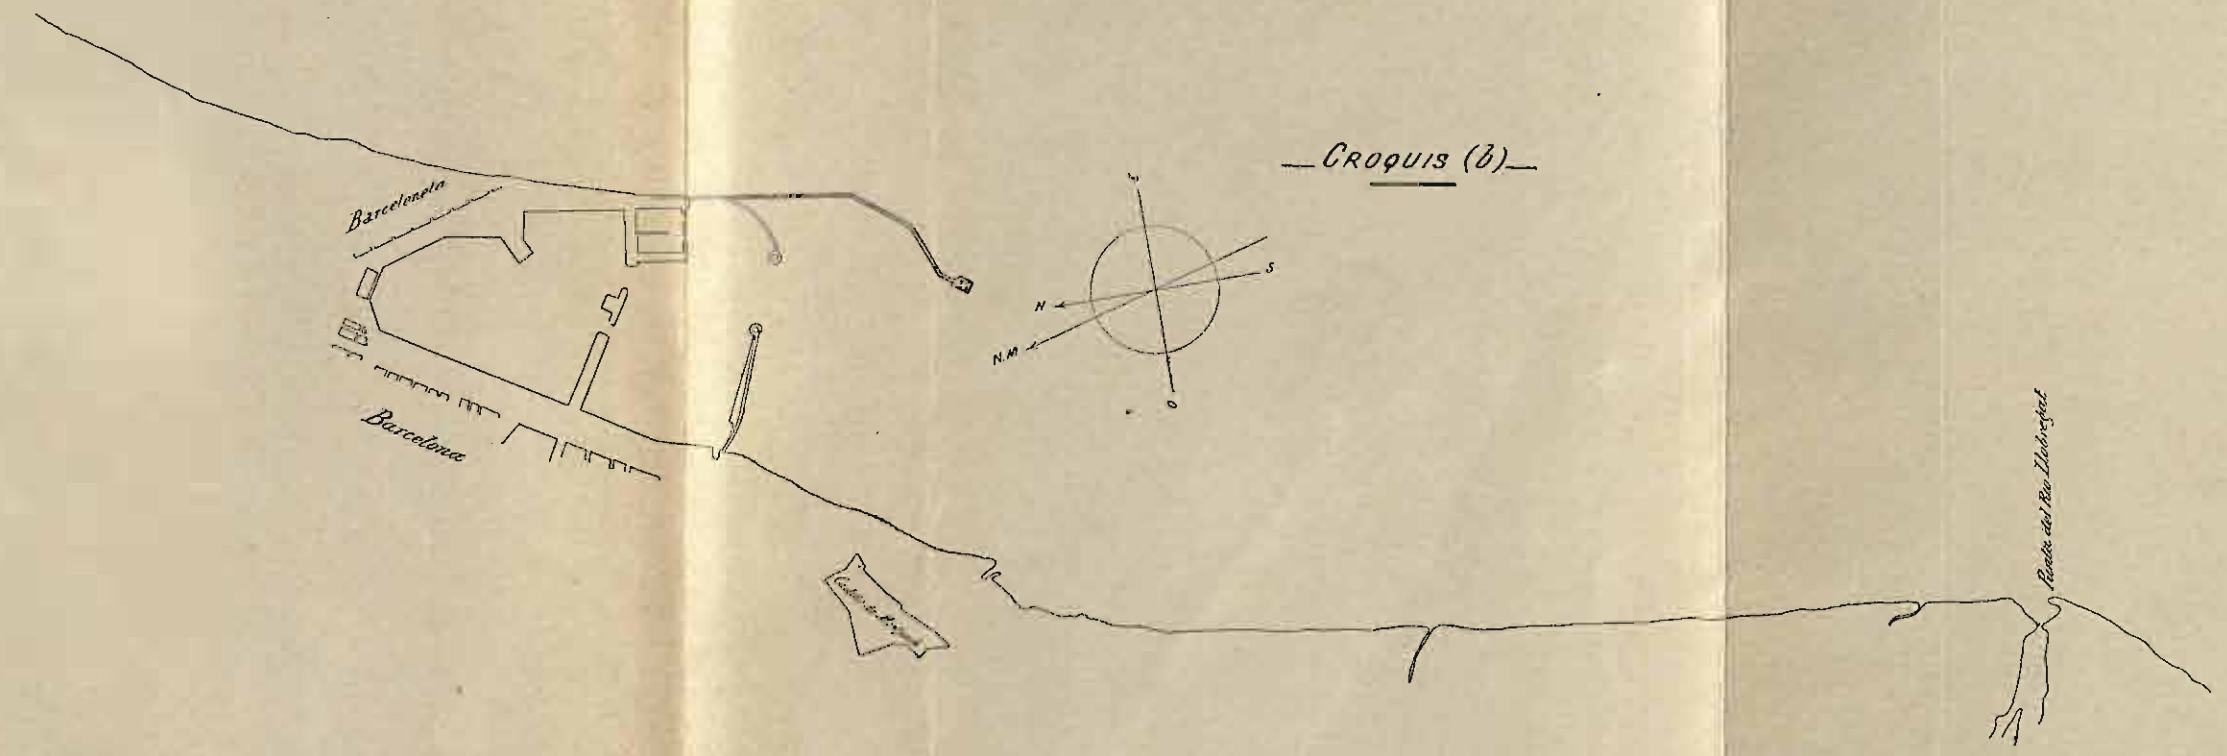 CROQUIS (b)
Barceloneta
Barcelona
N
S
N.M
O
Punta del Rio Llobregat